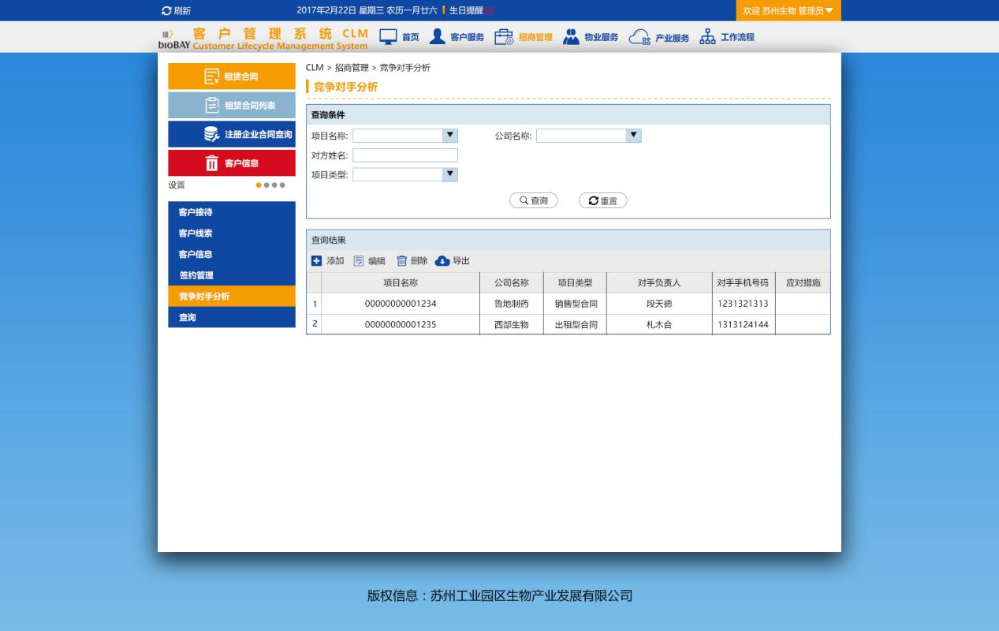 刷新
2017年2月22日 星期三 农历一月廿六 生日提醒[0]
欢迎 苏州生物 管理员
bioBAY
客户管理系统 CLM
Customer Lifecycle Management System
首页
客户服务
招商管理
物业服务
产业服务
工作流程
租赁合同
租赁合同列表
注册企业合同查询
客户信息
设置
客户接待
客户线索
客户信息
签约管理
竞争对手分析
查询
CLM > 招商管理 > 竞争对手分析
竞争对手分析
查询条件
项目名称:
公司名称:
对方姓名:
项目类型:
查询
重置
查询结果
添加 编辑 删除 导出
项目名称 公司名称 项目类型 对手负责人 对手手机号码 应对措施
1 00000000001234 鲁地制药 销售型合同 段天德 1231321313
2 00000000001235 西部生物 出租型合同 札木合 1313124144
版权信息：苏州工业园区生物产业发展有限公司